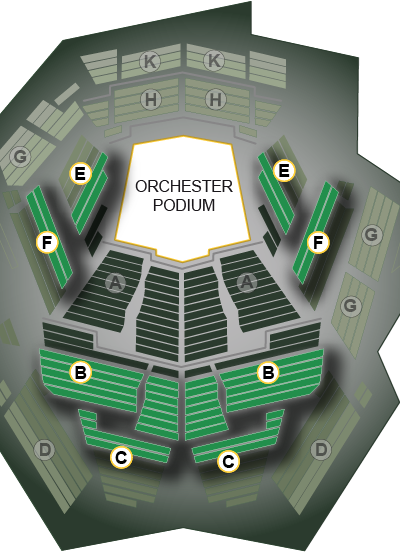 K K
H H
G
E E
ORCHESTER
PODIUM
F F
G
A A
G
B B
D C C D